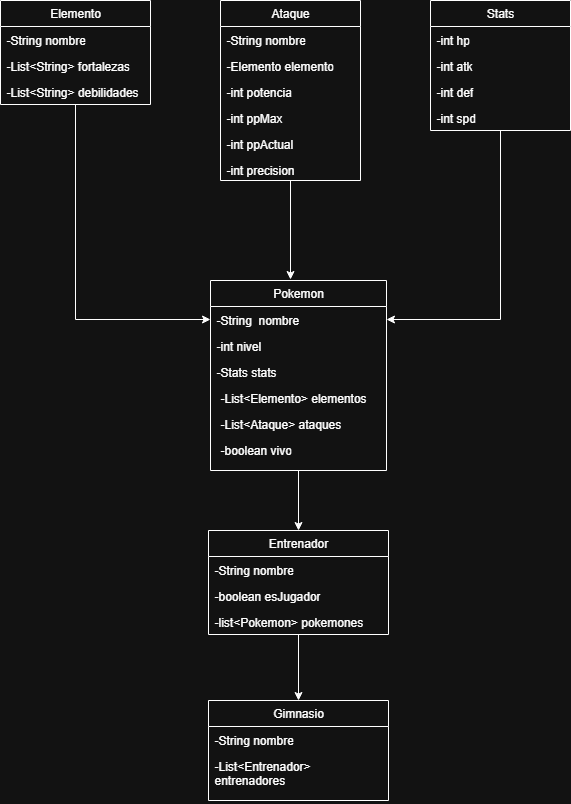 Elemento
-String nombre
-List<String> fortalezas
-List<String> debilidades
Ataque
-String nombre
-Elemento elemento
-int potencia
-int ppMax
-int ppActual
-int precision
Stats
-int hp
-int atk
-int def
-int spd
Pokemon
-String  nombre
-int nivel
-Stats stats
-List<Elemento> elementos
-List<Ataque> ataques
-boolean vivo
Entrenador
-String nombre
-boolean esJugador
-list<Pokemon> pokemones
Gimnasio
-String nombre
-List<Entrenador>
entrenadores